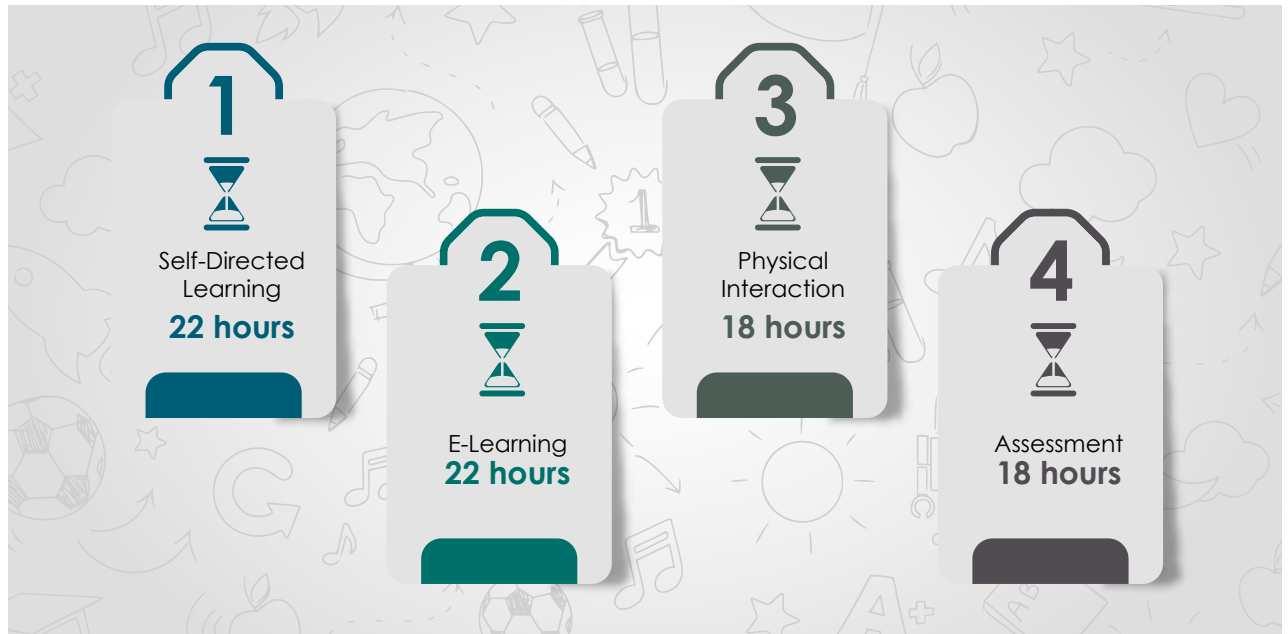 1
Self-Directed
Learning
22 hours
2
E-Learning
22 hours
3
Physical
Interaction
18 hours
4
Assessment
18 hours
1
A+